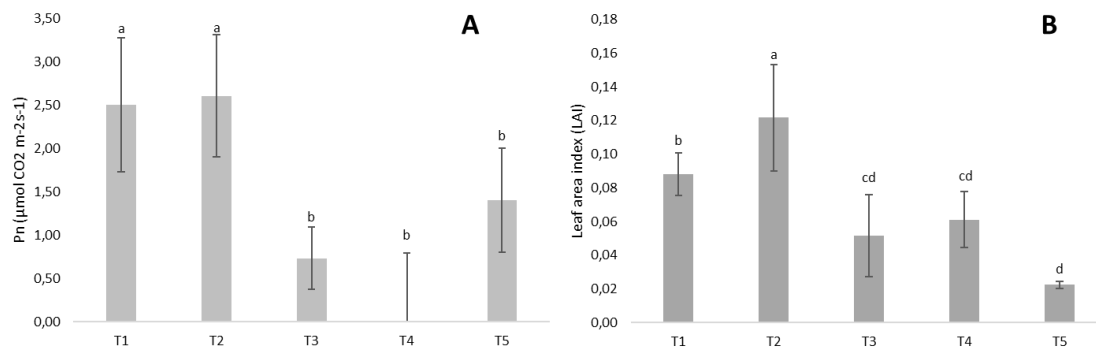 A
Pn (µmol CO2 m-2s-1)
3,50
3,00
2,50
2,00
1,50
1,00
0,50
0,00
a
a
b
b
b
T1 T2 T3 T4 T5
B
Leaf area index (LAI)
0,18
0,16
0,14
0,12
0,10
0,08
0,06
0,04
0,02
0,00
b
a
cd
cd
d
T1 T2 T3 T4 T5